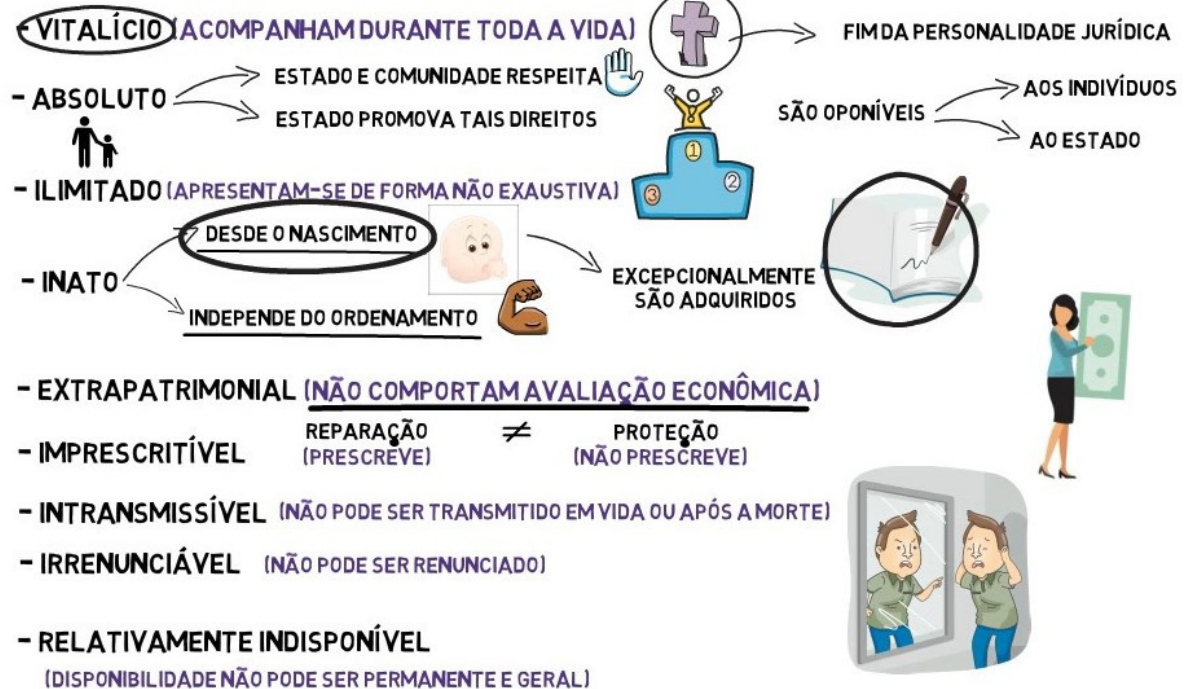 - VITALÍCIO (ACOMPANHAM DURANTE TODA A VIDA)
FIM DA PERSONALIDADE JURÍDICA
- ABSOLUTO
ESTADO E COMUNIDADE RESPEITA
ESTADO PROMOVA TAIS DIREITOS
SÃO OPONÍVEIS
AOS INDIVÍDUOS
AO ESTADO
1
2
3
- ILIMITADO (APRESENTAM-SE DE FORMA NÃO EXAUSTIVA)
- INATO
DESDE O NASCIMENTO
INDEPENDE DO ORDENAMENTO
EXCEPCIONALMENTE
SÃO ADQUIRIDOS
- EXTRAPATRIMONIAL (NÃO COMPORTAM AVALIAÇÃO ECONÔMICA)
- IMPRESCRITÍVEL
REPARAÇÃO ≠ PROTEÇÃO
(PRESCREVE) (NÃO PRESCREVE)
- INTRANSMISSÍVEL (NÃO PODE SER TRANSMITIDO EM VIDA OU APÓS A MORTE)
- IRRENUNCIÁVEL (NÃO PODE SER RENUNCIADO)
- RELATIVAMENTE INDISPONÍVEL
(DISPONIBILIDADE NÃO PODE SER PERMANENTE E GERAL)